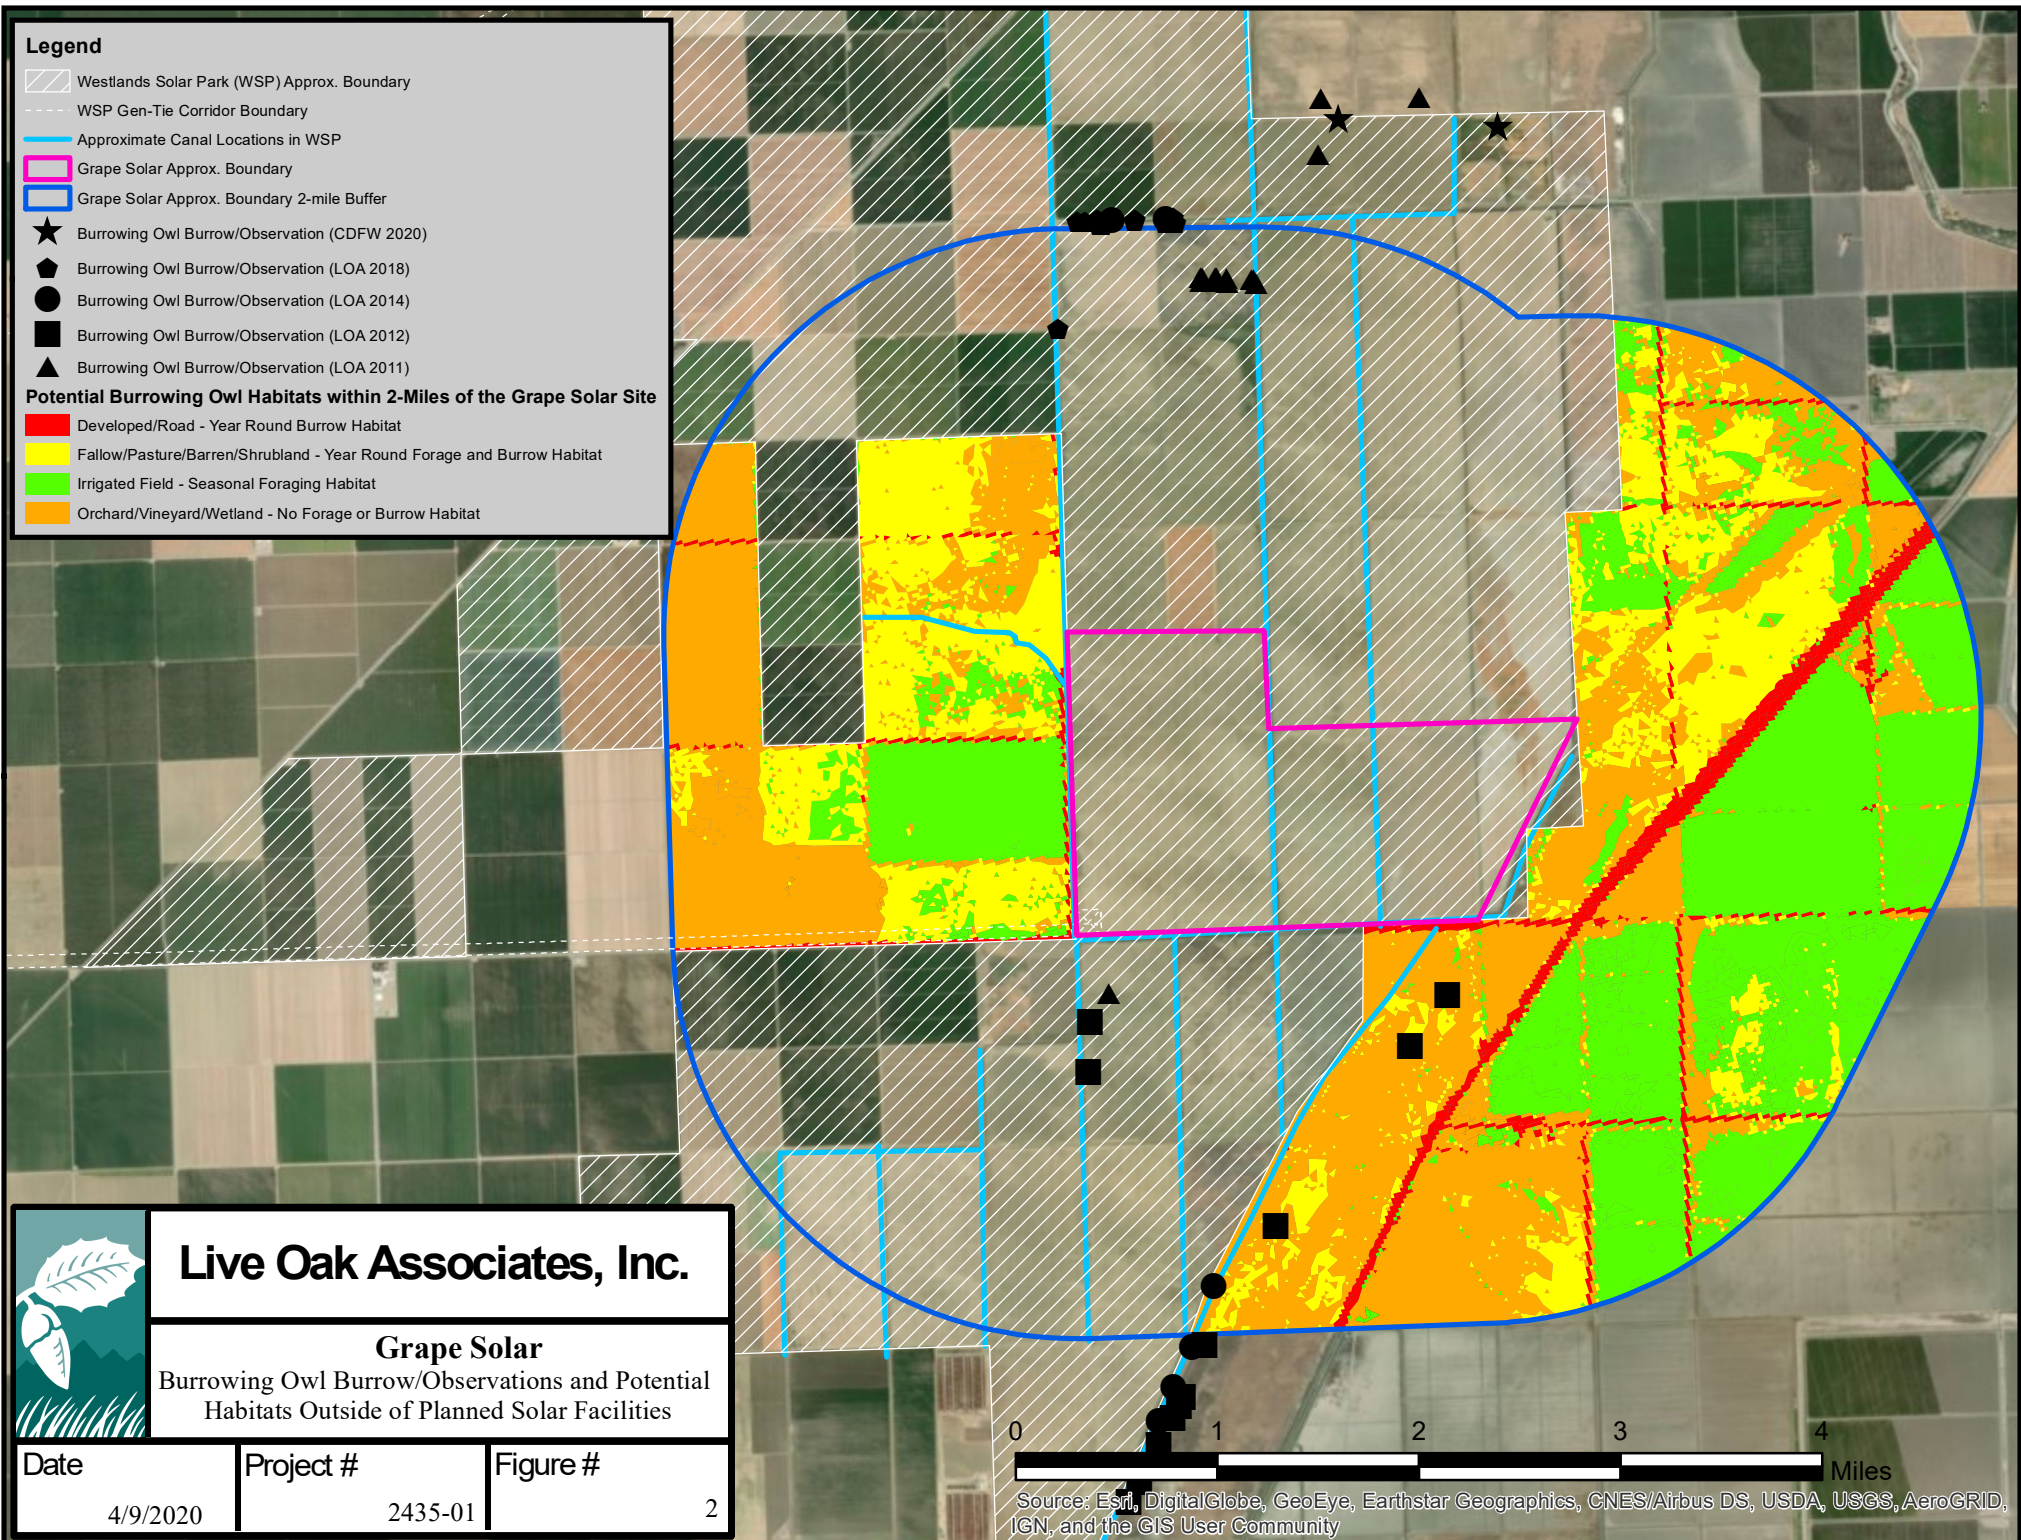 Legend
Westlands Solar Park (WSP) Approx. Boundary
WSP Gen-Tie Corridor Boundary
Approximate Canal Locations in WSP
Grape Solar Approx. Boundary
Grape Solar Approx. Boundary 2-mile Buffer
Burrowing Owl Burrow/Observation (CDFW 2020)
Burrowing Owl Burrow/Observation (LOA 2018)
Burrowing Owl Burrow/Observation (LOA 2014)
Burrowing Owl Burrow/Observation (LOA 2012)
Burrowing Owl Burrow/Observation (LOA 2011)
Potential Burrowing Owl Habitats within 2-Miles of the Grape Solar Site
Developed/Road - Year Round Burrow Habitat
Fallow/Pasture/Barren/Shrubland - Year Round Forage and Burrow Habitat
Irrigated Field - Seasonal Foraging Habitat
Orchard/Vineyard/Wetland - No Forage or Burrow Habitat
Live Oak Associates, Inc.
Grape Solar
Burrowing Owl Burrow/Observations and Potential
Habitats Outside of Planned Solar Facilities
Date
4/9/2020
Project #
2435-01
Figure #
2
0 1 2 3 4
Miles
Source: Esri, DigitalGlobe, GeoEye, Earthstar Geographics, CNES/Airbus DS, USDA, USGS, AeroGRID,
IGN, and the GIS User Community